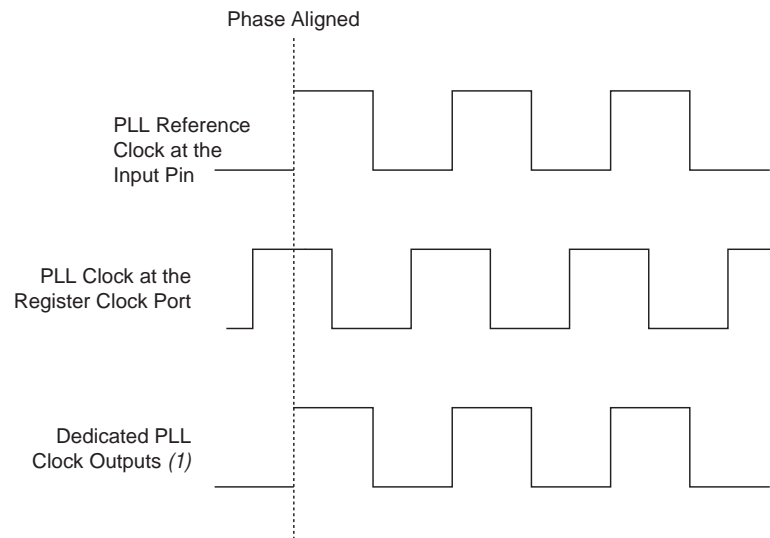 Phase Aligned
PLL Reference
Clock at the
Input Pin
PLL Clock at the
Register Clock Port
Dedicated PLL
Clock Outputs (1)